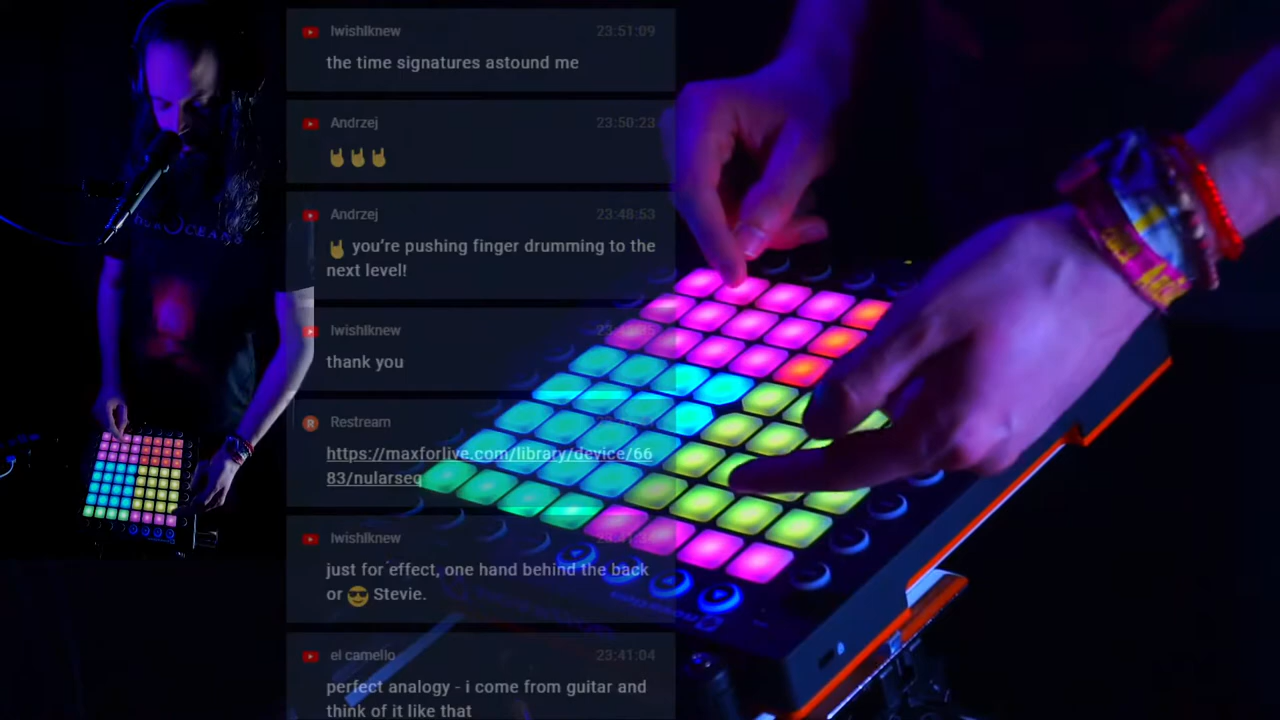 IwishIknew 23:51:09
the time signatures astound me
Andrzej 23:50:23
🤘🤘🤘
Andrzej 23:48:53
🤘 you're pushing finger drumming to the
next level!
IwishIknew
thank you
Restream
https://maxforlive.com/library/device/66
83/nularseq
IwishIknew
just for effect, one hand behind the back
or 😎 Stevie.
el camello 23:41:04
perfect analogy - i come from guitar and
think of it like that